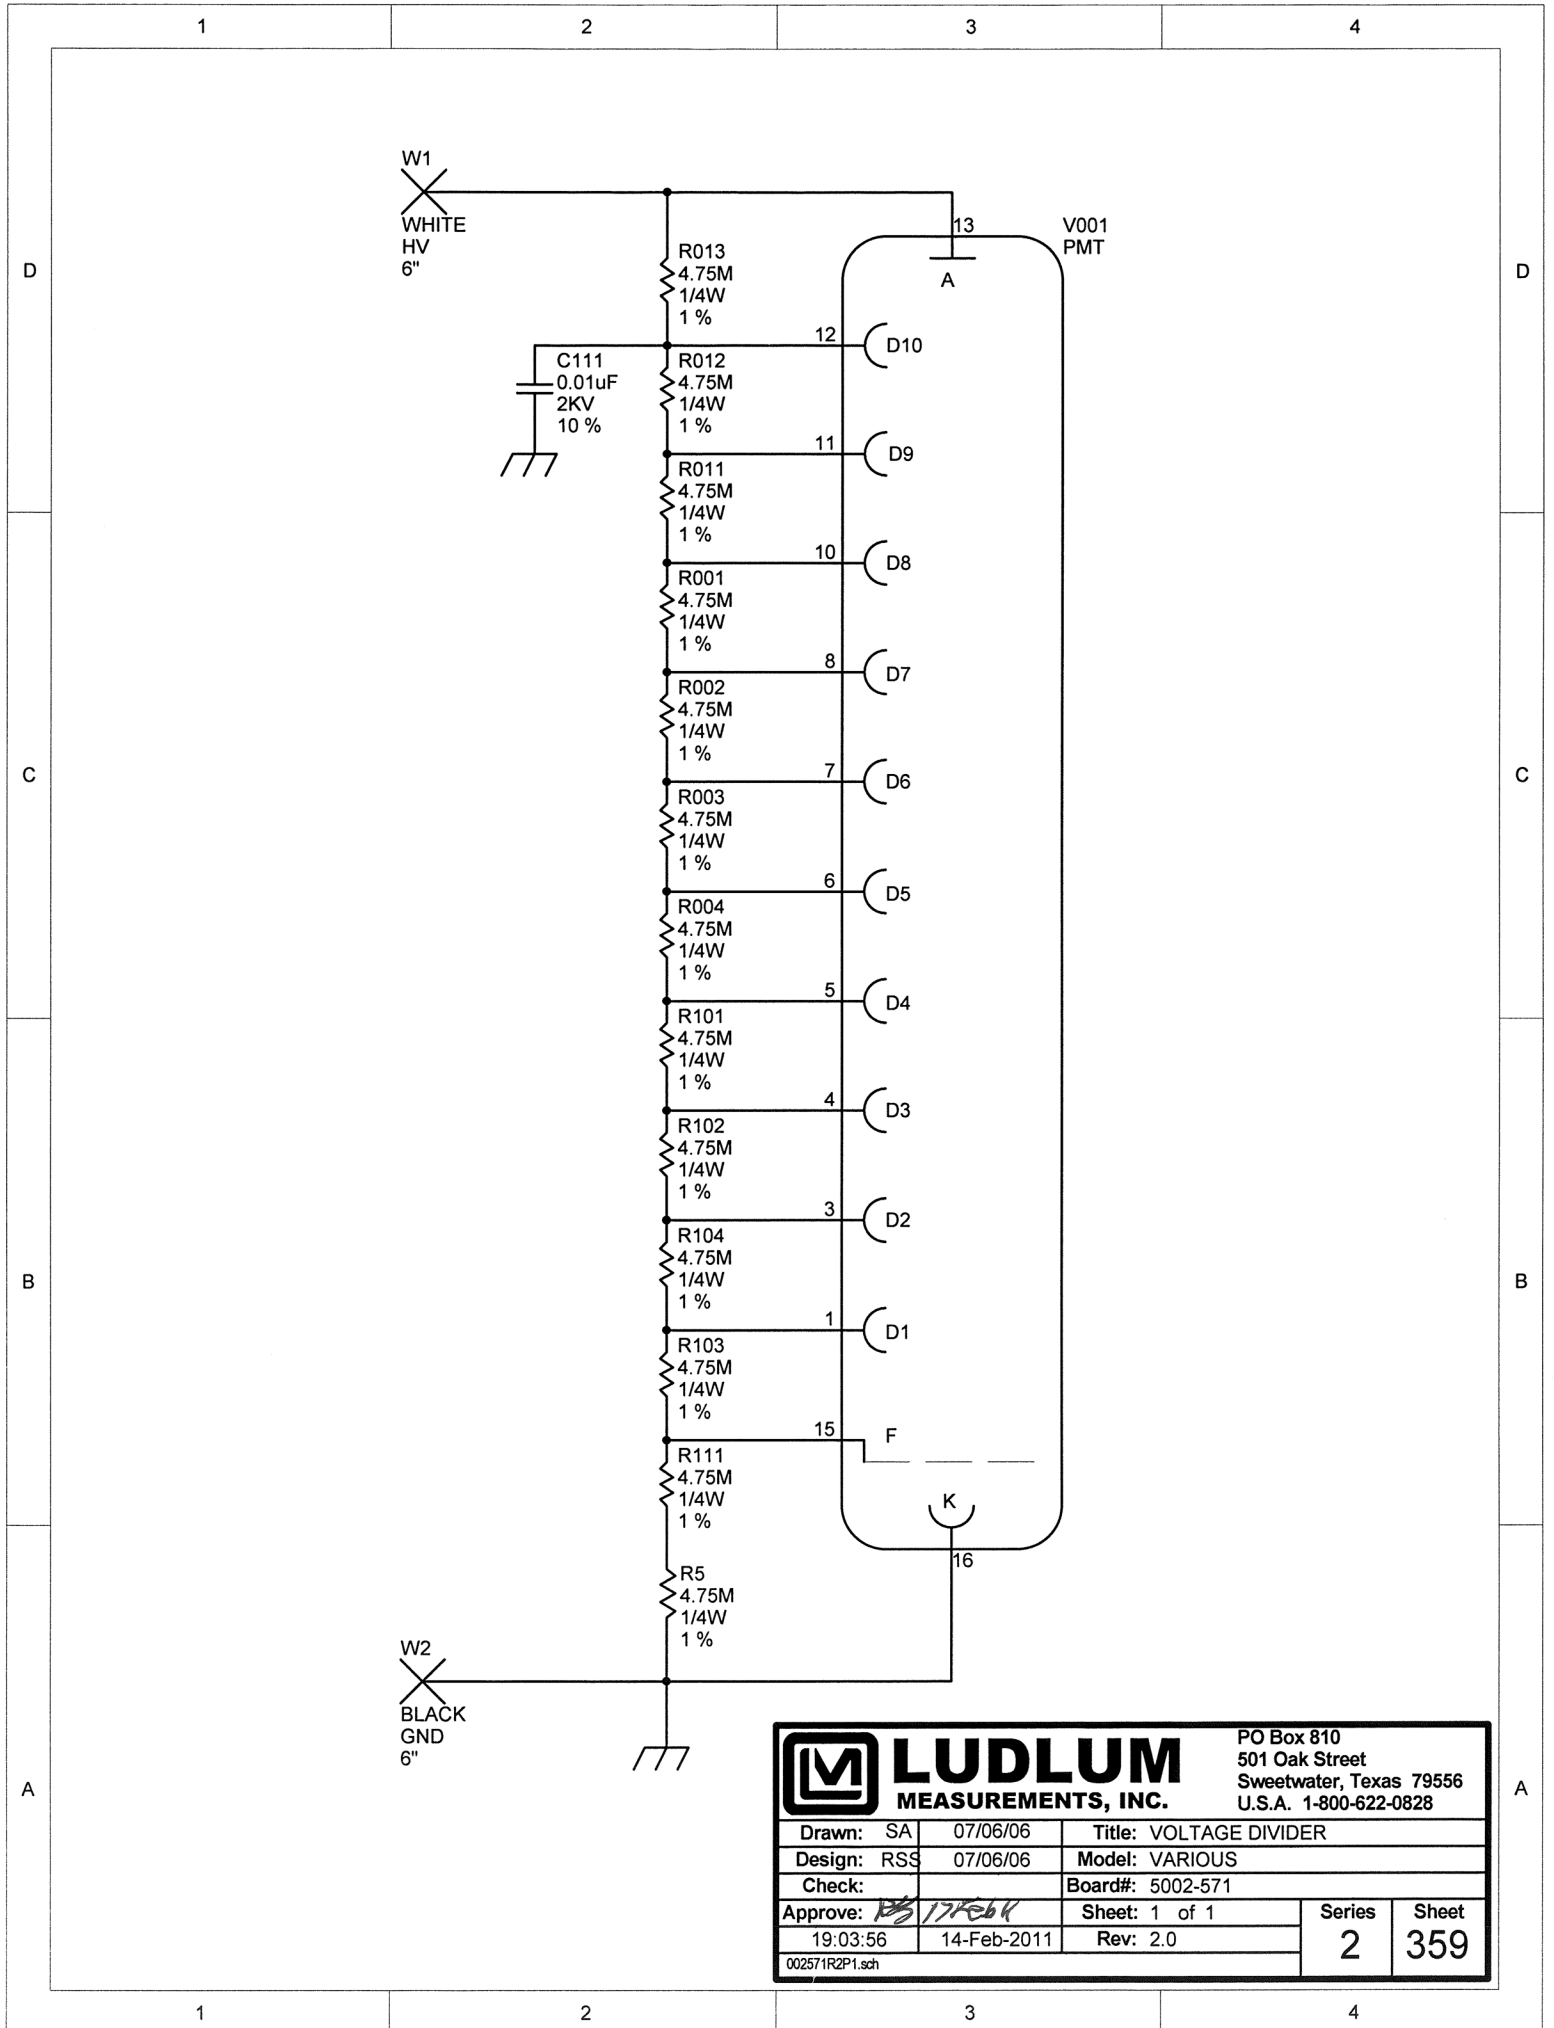 1 2 3 4
W1
WHITE
HV
6"
13
V001
PMT
A
D D
R013
4.75M
1/4W
1 %
12
D10
C111
0.01uF
2KV
10 %
R012
4.75M
1/4W
1 %
11
D9
R011
4.75M
1/4W
1 %
10
D8
R001
4.75M
1/4W
1 %
8
D7
R002
4.75M
1/4W
1 %
7
D6
C C
R003
4.75M
1/4W
1 %
6
D5
R004
4.75M
1/4W
1 %
5
D4
R101
4.75M
1/4W
1 %
4
D3
R102
4.75M
1/4W
1 %
3
D2
R104
4.75M
1/4W
1 %
B B
1
D1
R103
4.75M
1/4W
1 %
15
F
R111
4.75M
1/4W
1 %
K
16
R5
4.75M
1/4W
1 %
W2
BLACK
GND
6"
A A
LM LUDLUM
MEASUREMENTS, INC.
PO Box 810
501 Oak Street
Sweetwater, Texas 79556
U.S.A. 1-800-622-0828
Drawn: SA 07/06/06 Title: VOLTAGE DIVIDER
Design: RSS 07/06/06 Model: VARIOUS
Check: Board#: 5002-571
Approve: 17Feb11 Sheet: 1 of 1
19:03:56 14-Feb-2011 Rev: 2.0
Series
2
Sheet
359
002571R2P1.sch
1 2 3 4